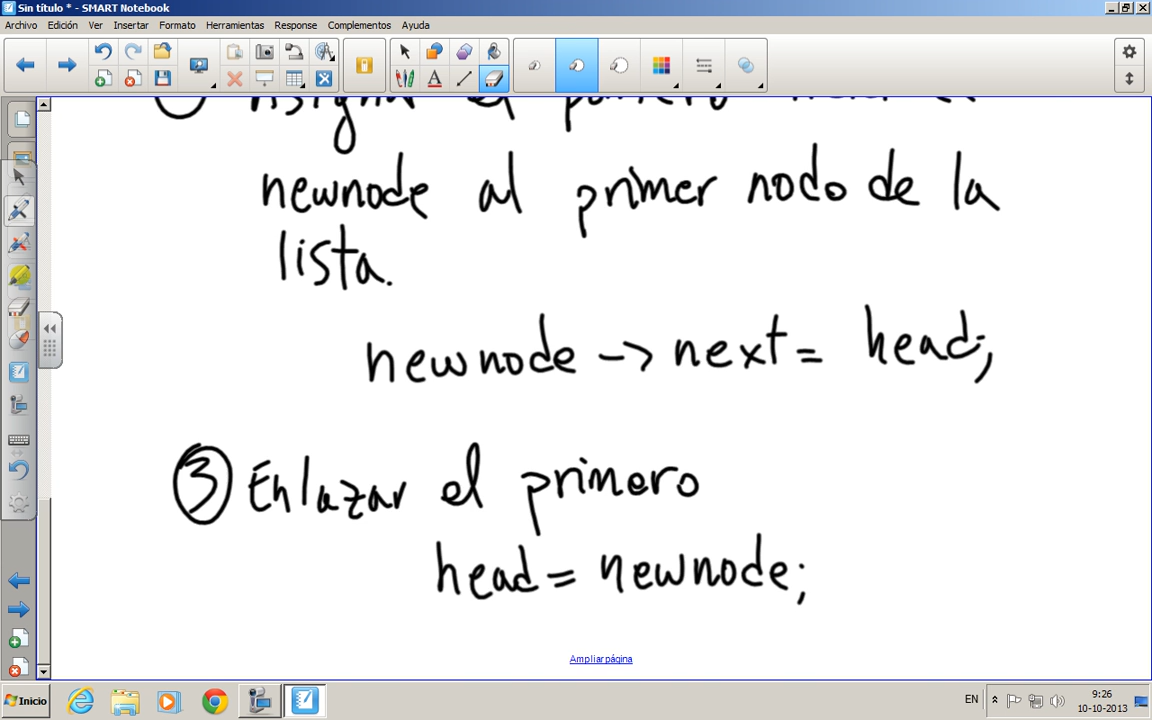 Sin título * - SMART Notebook
Archivo Edición Ver Insertar Formato Herramientas Response Complementos Ayuda
el
newnode al primer nodo de la
lista.
newnode -> next = head;
3 Enlazar el primero
head = newnode;
Ampliar página
Inicio
EN
9:26
10-10-2013